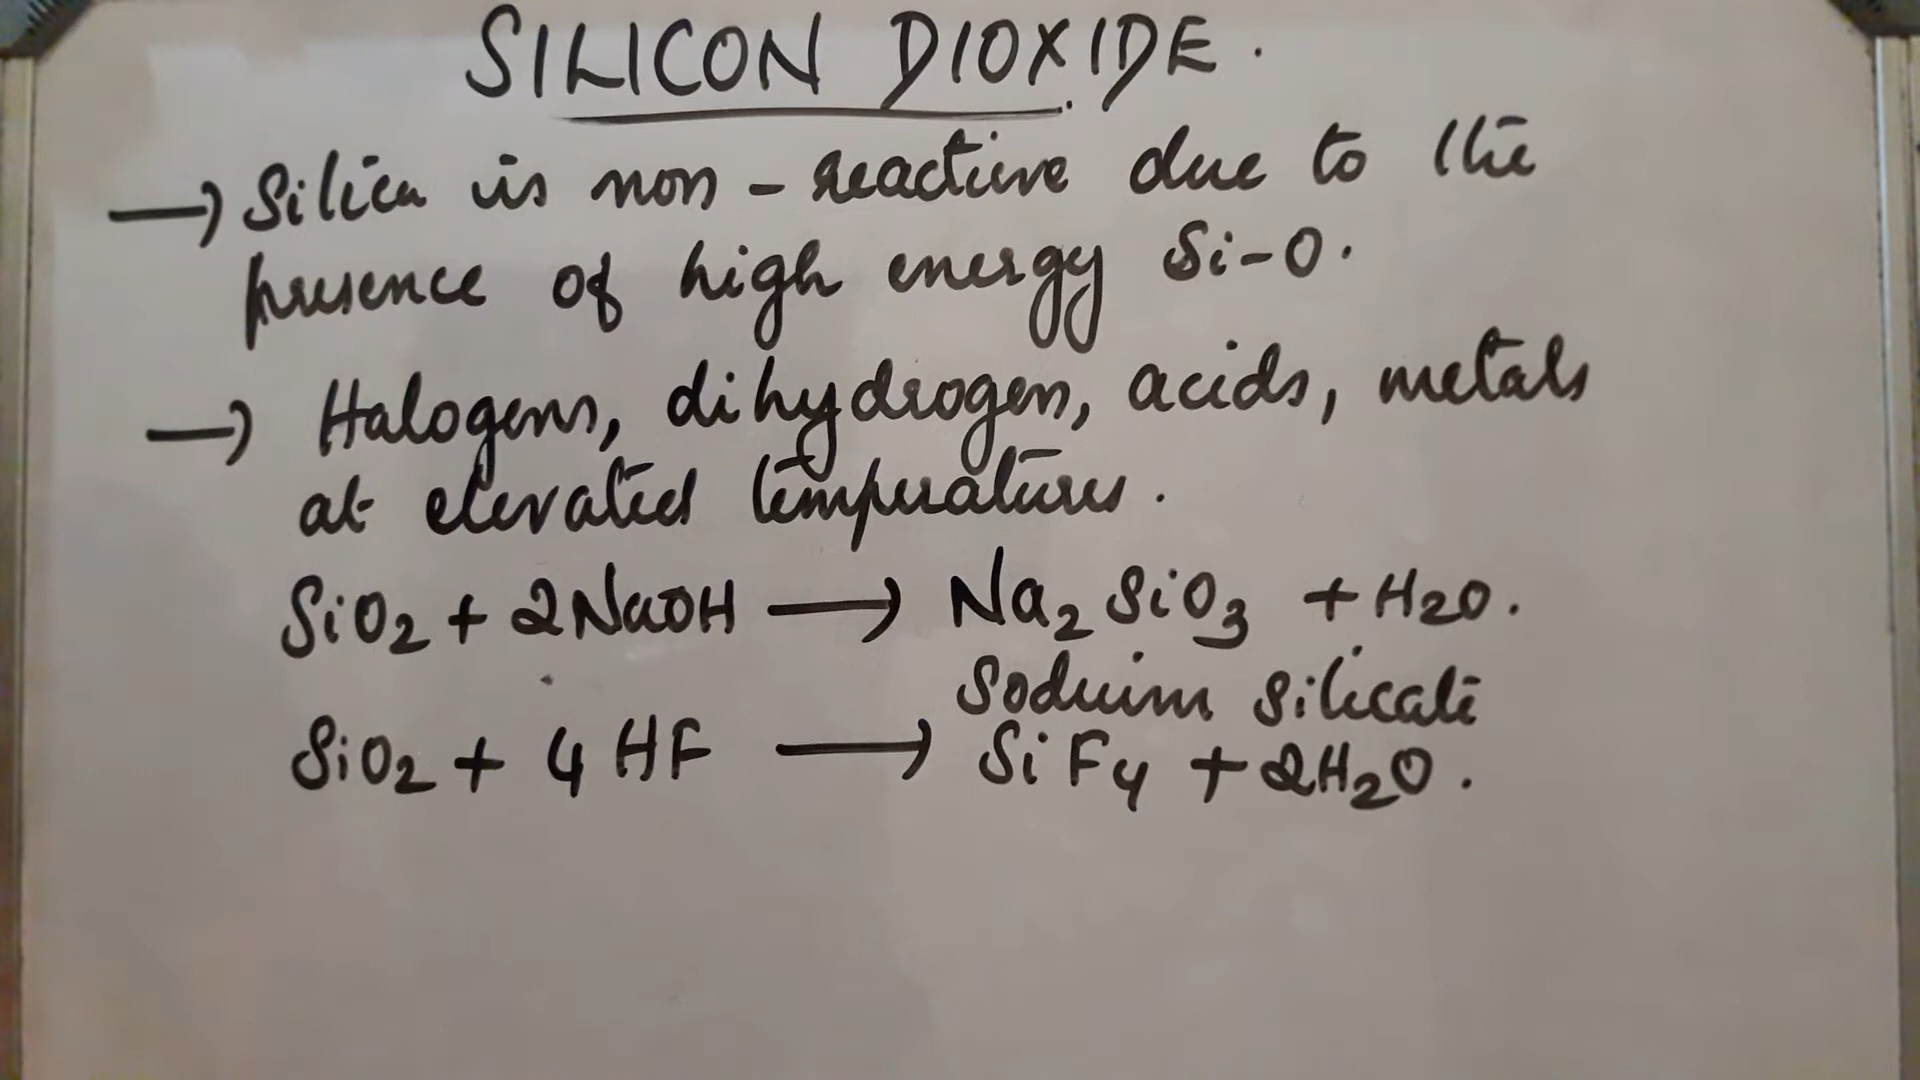 SILICON DIOXIDE.
→ Silica is non-reactive due to the
presence of high energy Si-O.
→ Halogens, dihydrogen, acids, metals
at elevated temperatures.
SiO₂ + 2NaOH → Na₂SiO₃ + H2O.
Sodium silicate
SiO₂ + 4HF → SiF₄ + 2H₂O.